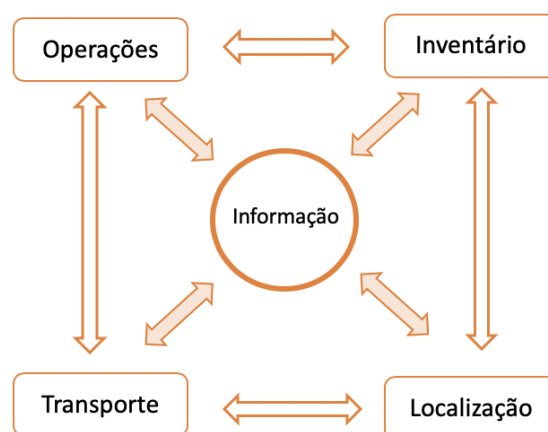 Operações
Inventário
Informação
Transporte
Localização